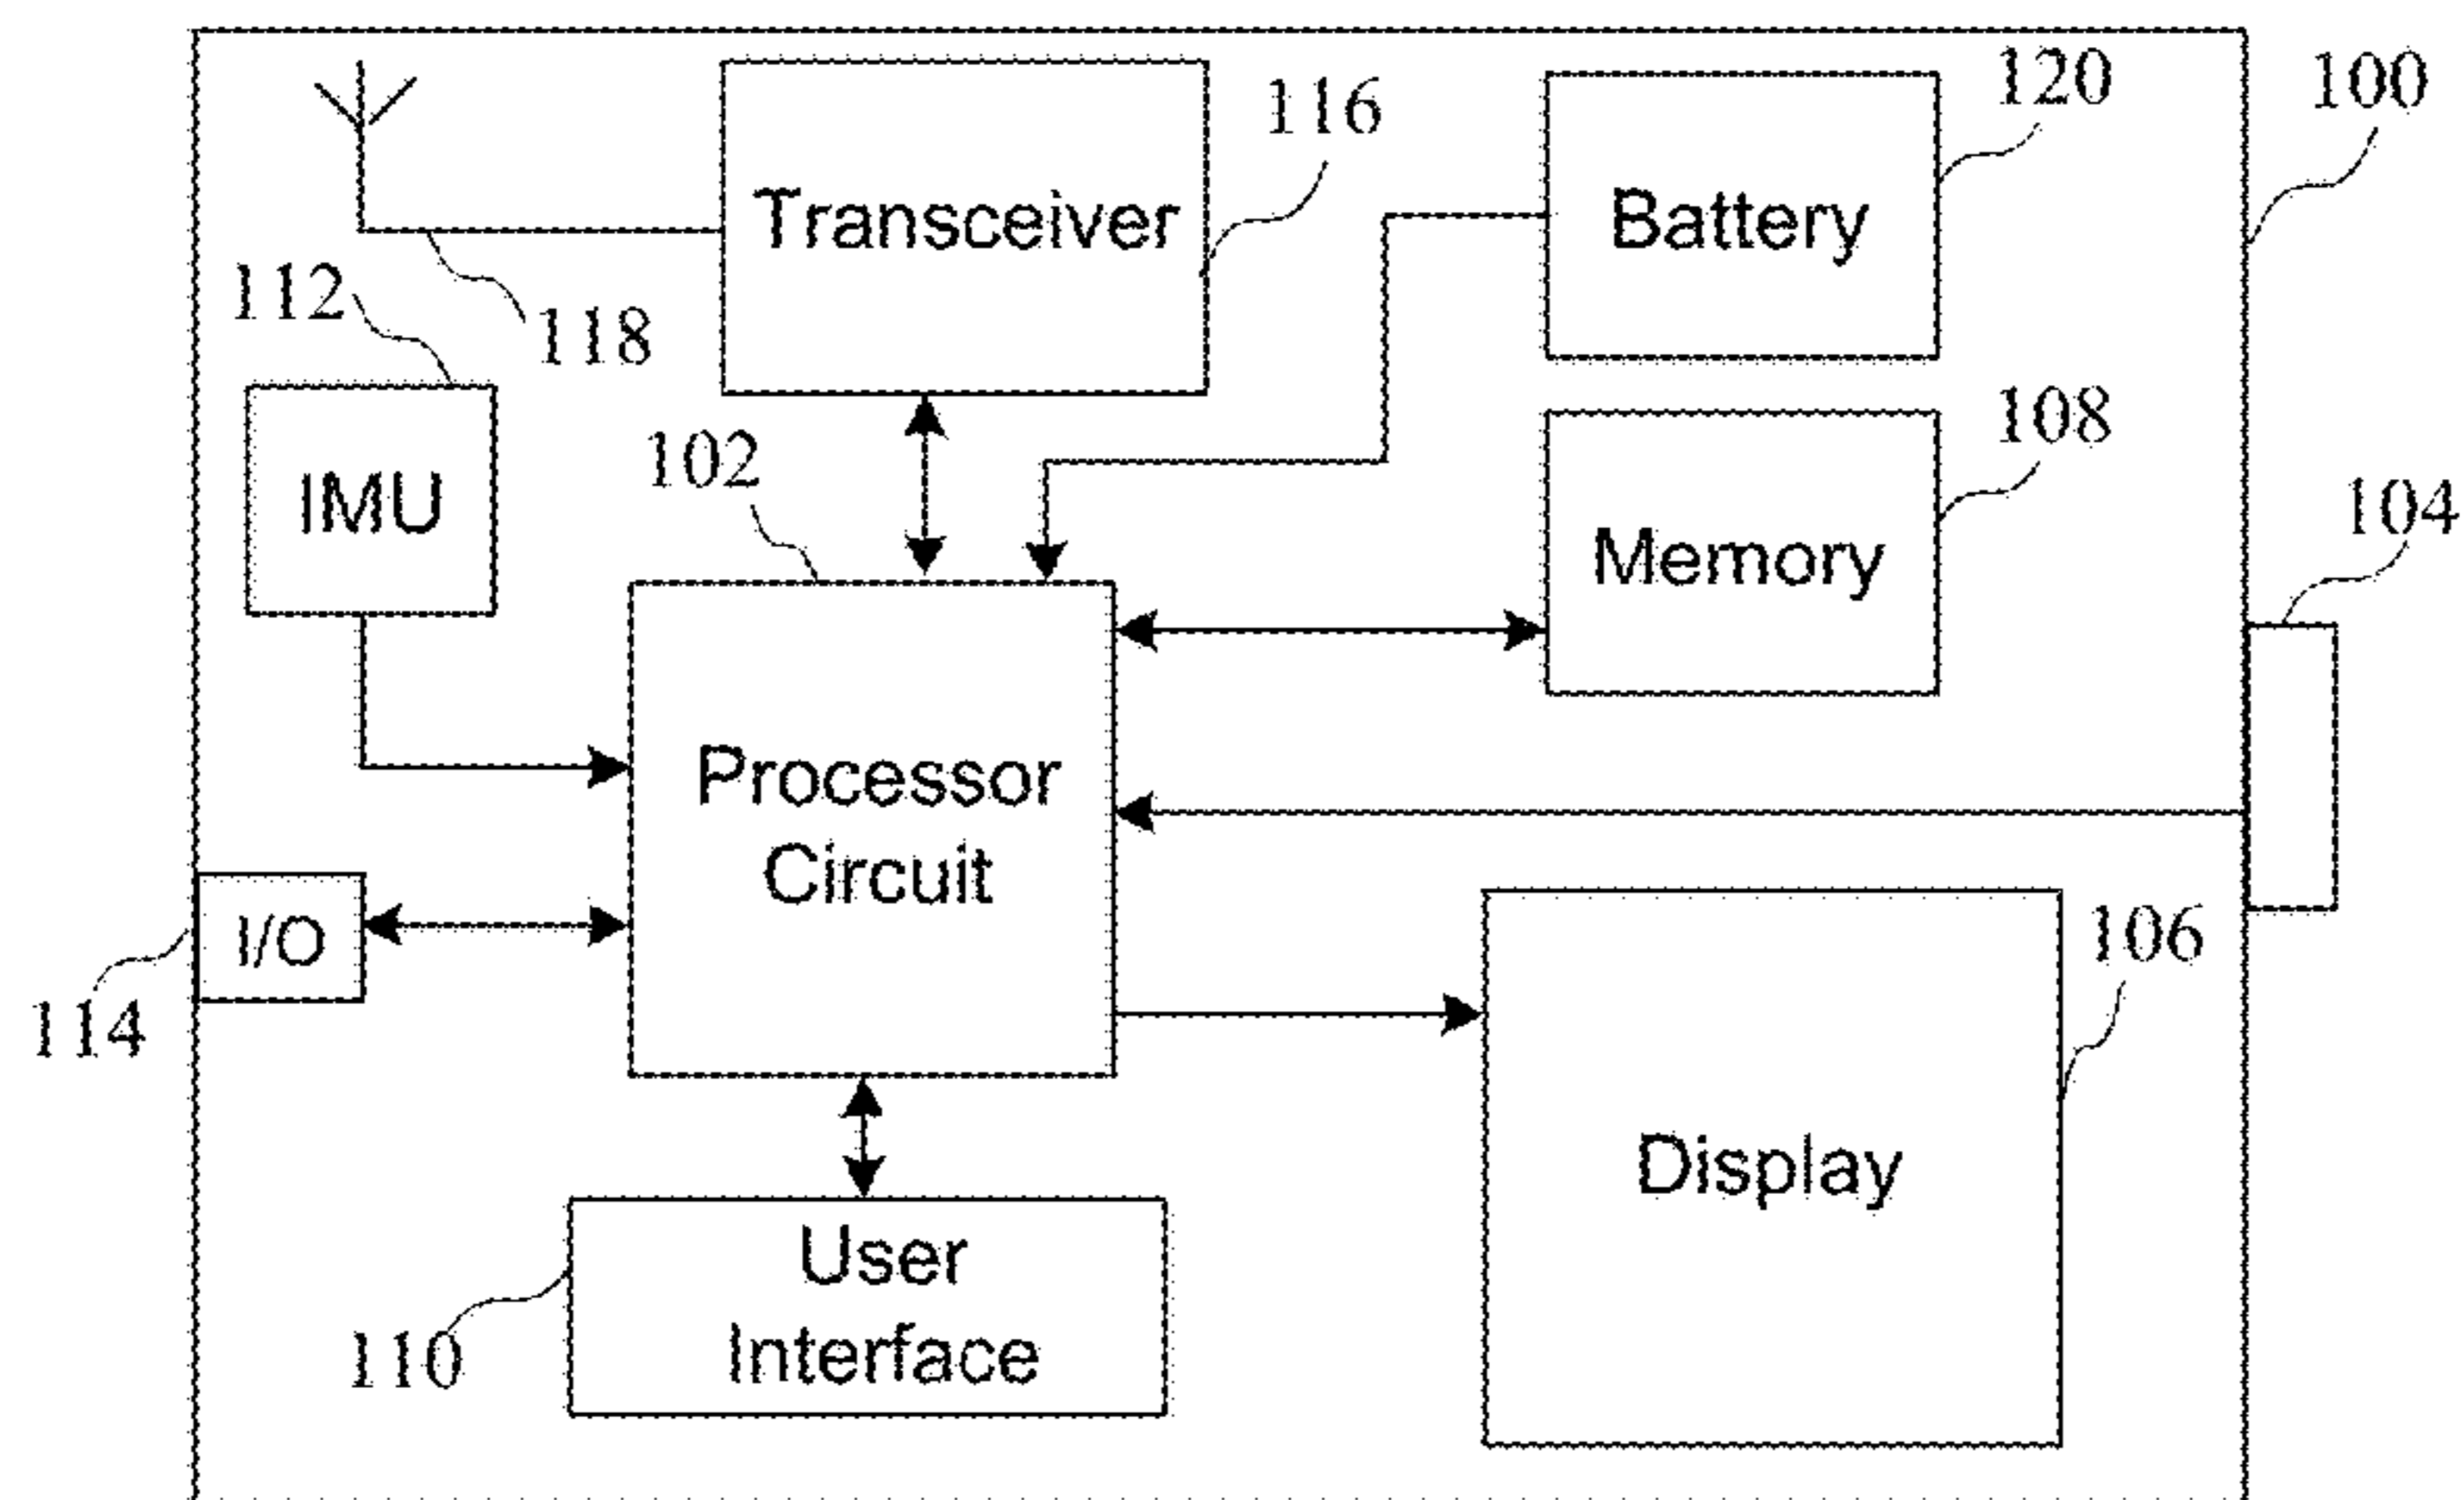 120
100
116
Transceiver
Battery
112
118
108
102
104
IMU
Memory
Processor
Circuit
I/O
106
114
Display
User
Interface
110